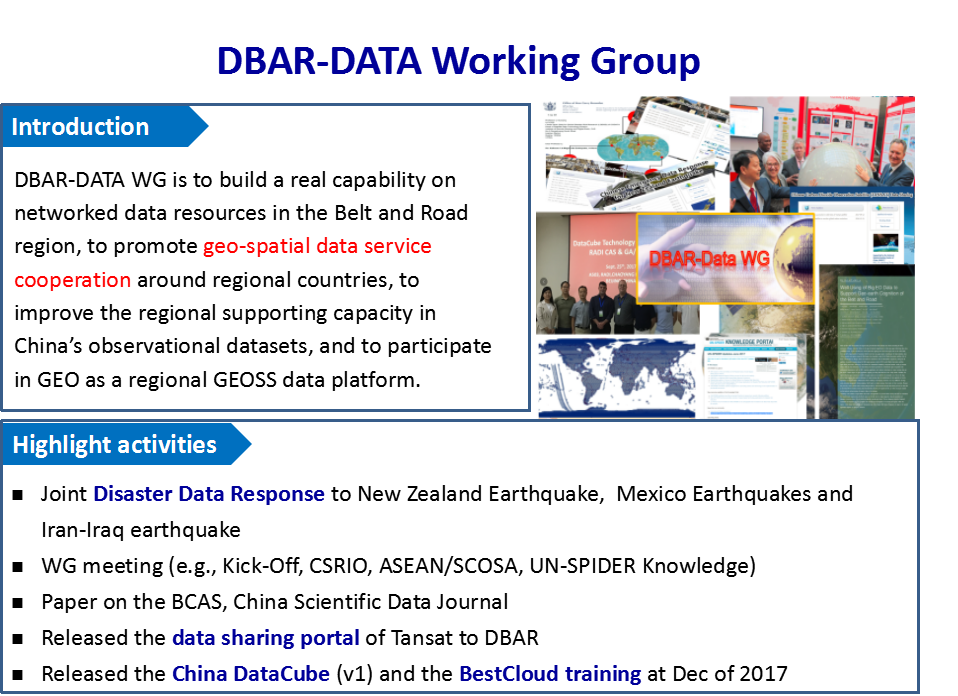 DBAR-DATA Working Group
Introduction
DBAR-DATA WG is to build a real capability on
networked data resources in the Belt and Road
region, to promote geo-spatial data service
cooperation around regional countries, to
improve the regional supporting capacity in
China’s observational datasets, and to participate
in GEO as a regional GEOSS data platform.
DataCube Technology
RADI CAS & GA/
DBAR-Data WG
KNOWLEDGE PORTAL
Highlight activities
■ Joint Disaster Data Response to New Zealand Earthquake,  Mexico Earthquakes and
Iran-Iraq earthquake
■ WG meeting (e.g., Kick-Off, CSRIO, ASEAN/SCOSA, UN-SPIDER Knowledge)
■ Paper on the BCAS, China Scientific Data Journal
■ Released the data sharing portal of Tansat to DBAR
■ Released the China DataCube (v1) and the BestCloud training at Dec of 2017